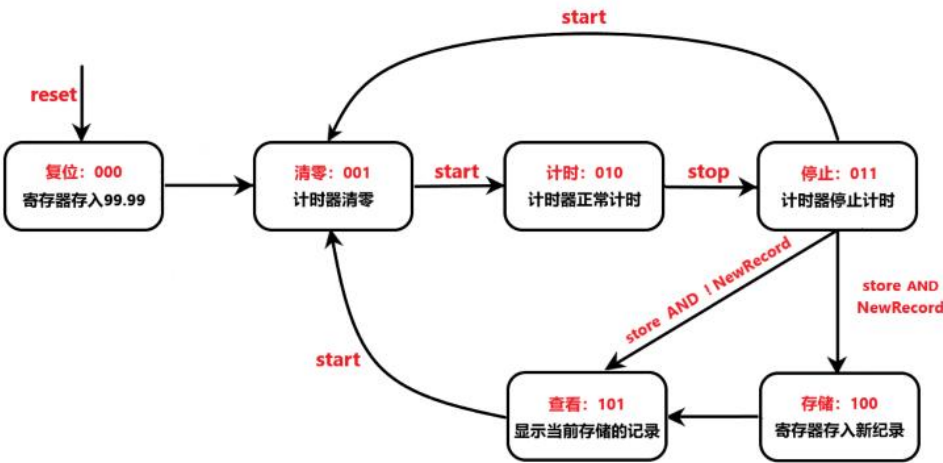 start
reset
复位：000
寄存器存入99.99
清零：001
计时器清零
start
计时：010
计时器正常计时
stop
停止：011
计时器停止计时
store AND ！NewRecord
store AND
NewRecord
start
查看：101
显示当前存储的记录
存储：100
寄存器存入新纪录